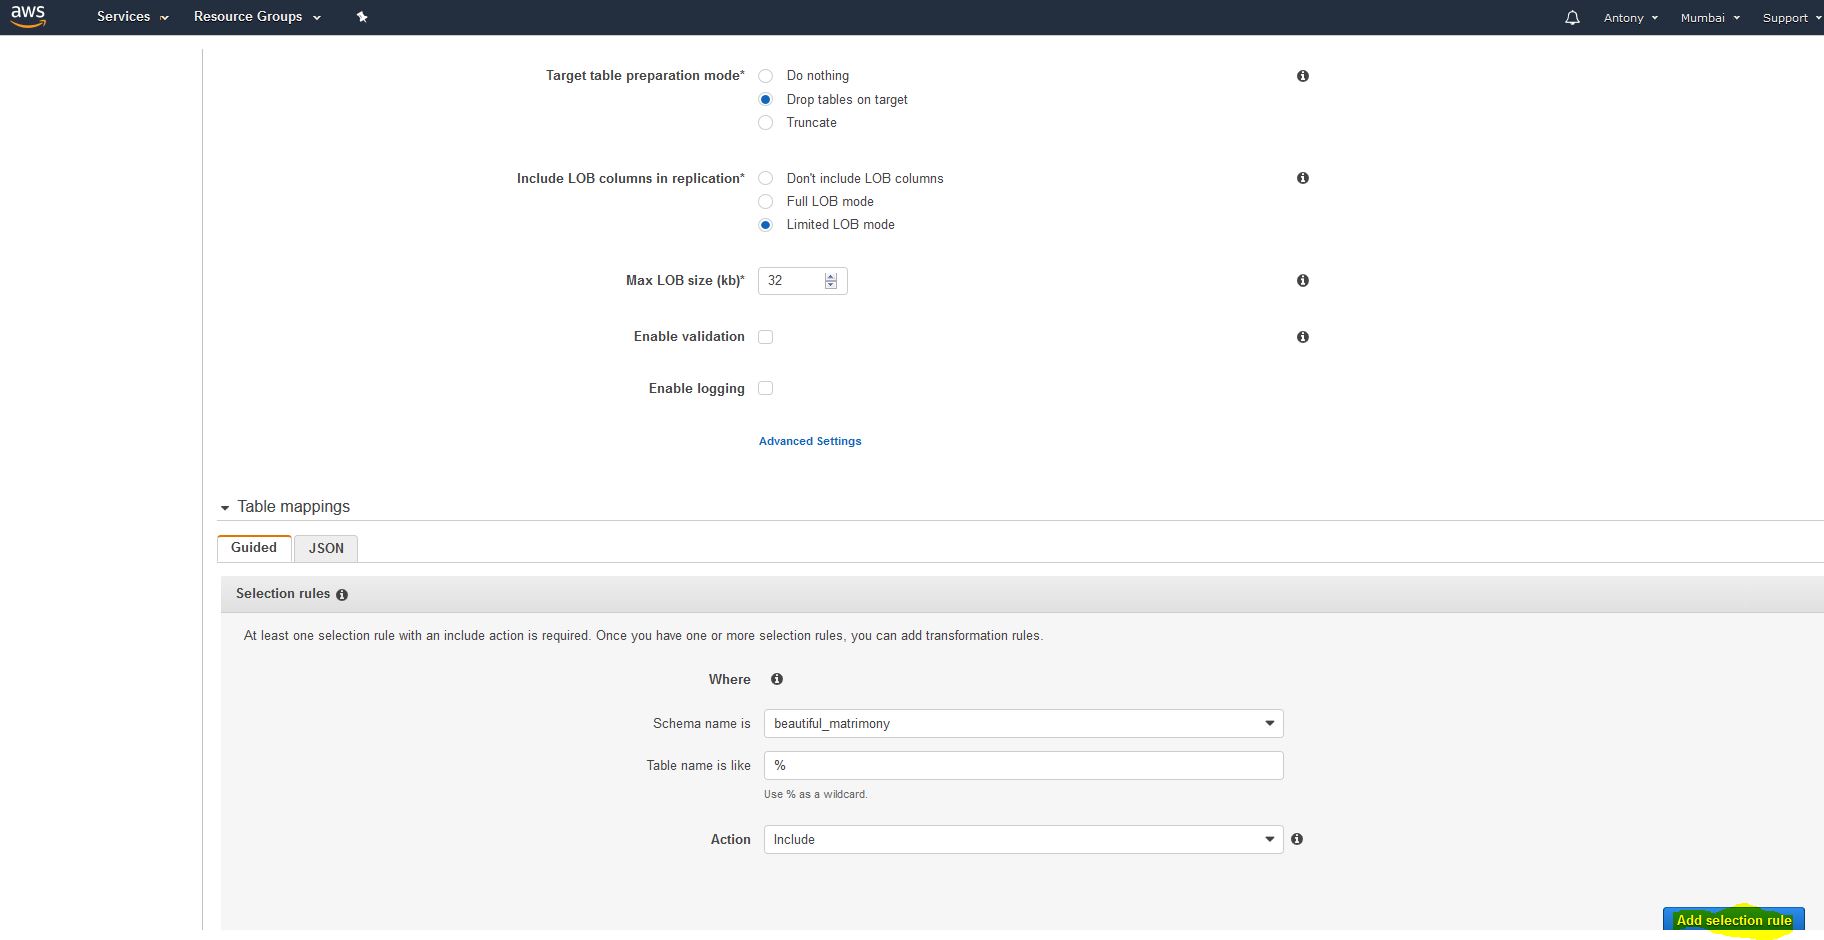 aws Services Resource Groups Antony Mumbai Support
Target table preparation mode* Do nothing
Drop tables on target
Truncate
Include LOB columns in replication* Don't include LOB columns
Full LOB mode
Limited LOB mode
Max LOB size (kb)* 32
Enable validation
Enable logging
Advanced Settings
Table mappings
Guided JSON
Selection rules
At least one selection rule with an include action is required. Once you have one or more selection rules, you can add transformation rules.
Where
Schema name is beautiful_matrimony
Table name is like %
Use % as a wildcard.
Action Include
Add selection rule